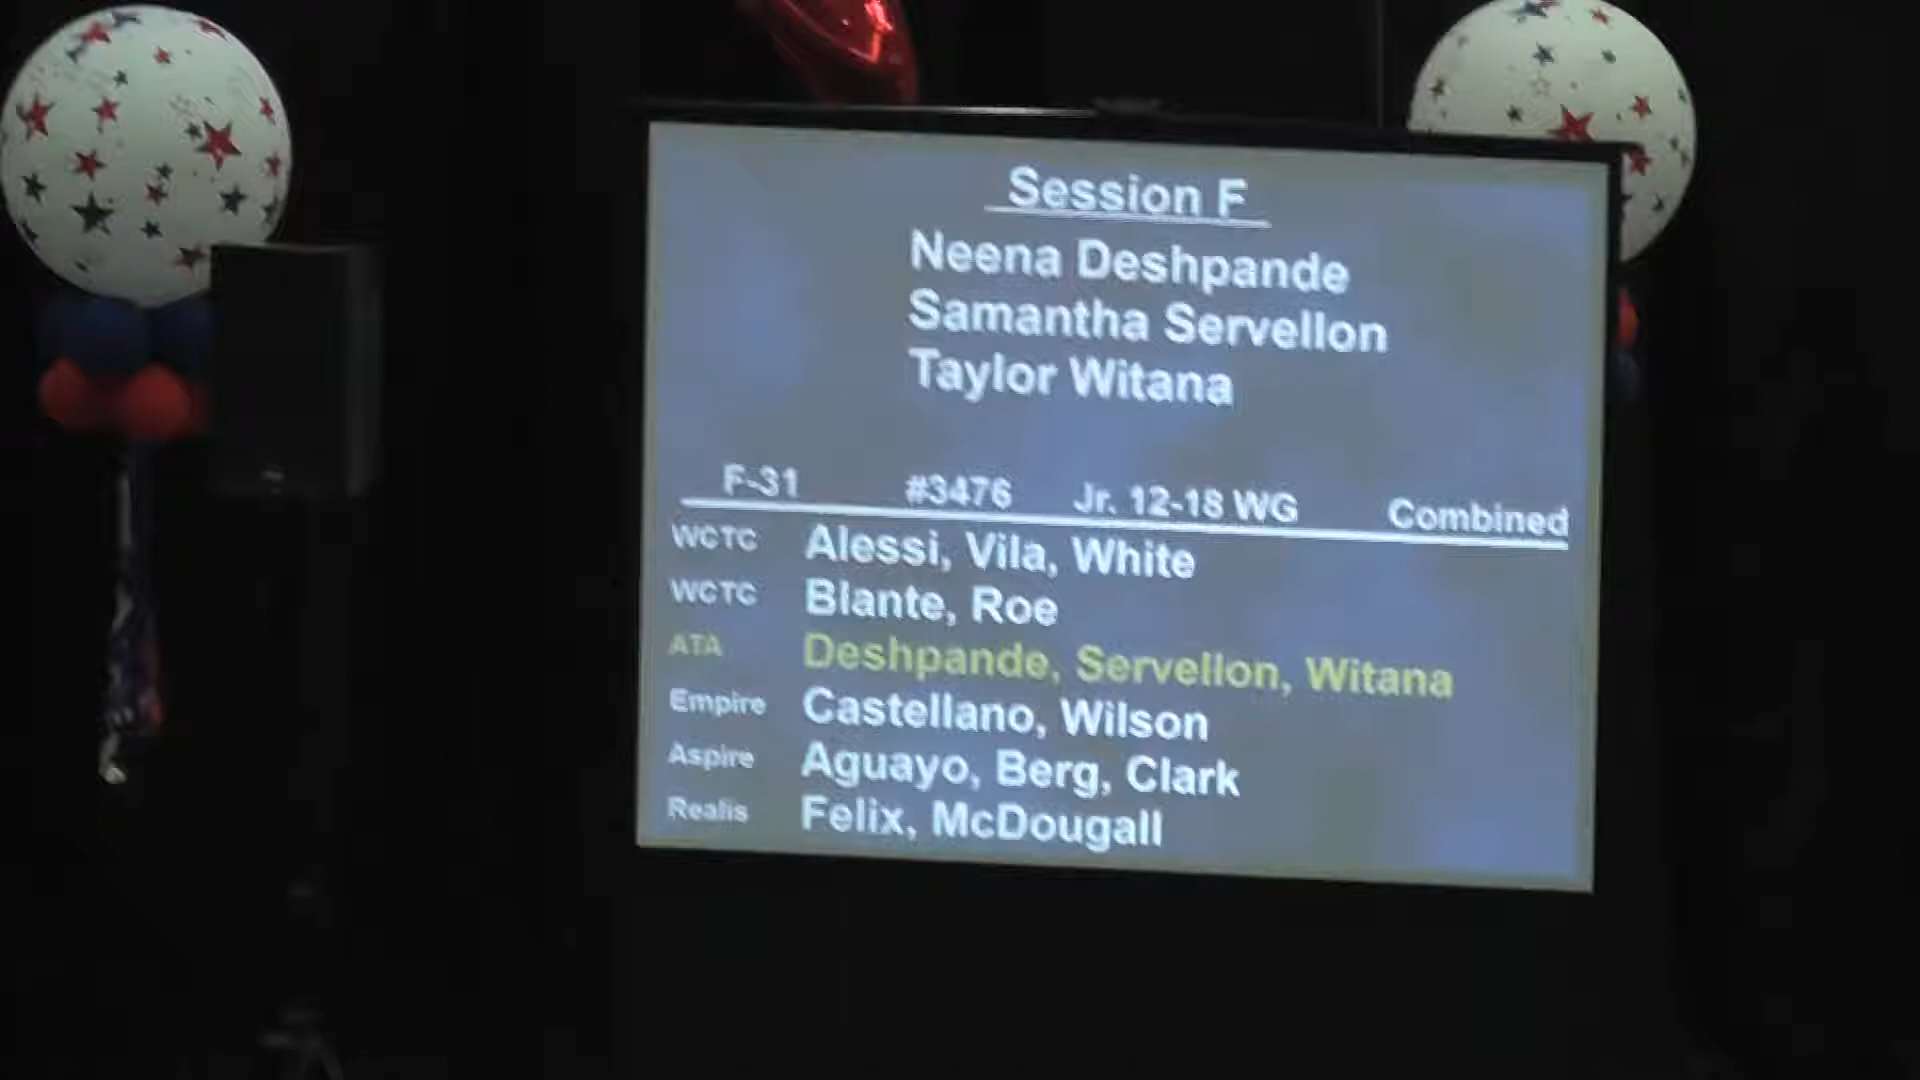 Session F
Neena Deshpande
Samantha Servellon
Taylor Witana
F-31 #3476 Jr. 12-18 WG Combined
WCTC Alessi, Vila, White
WCTC Blante, Roe
ATA Deshpande, Servellon, Witana
Empire Castellano, Wilson
Aspire Aguayo, Berg, Clark
Realis Felix, McDougall